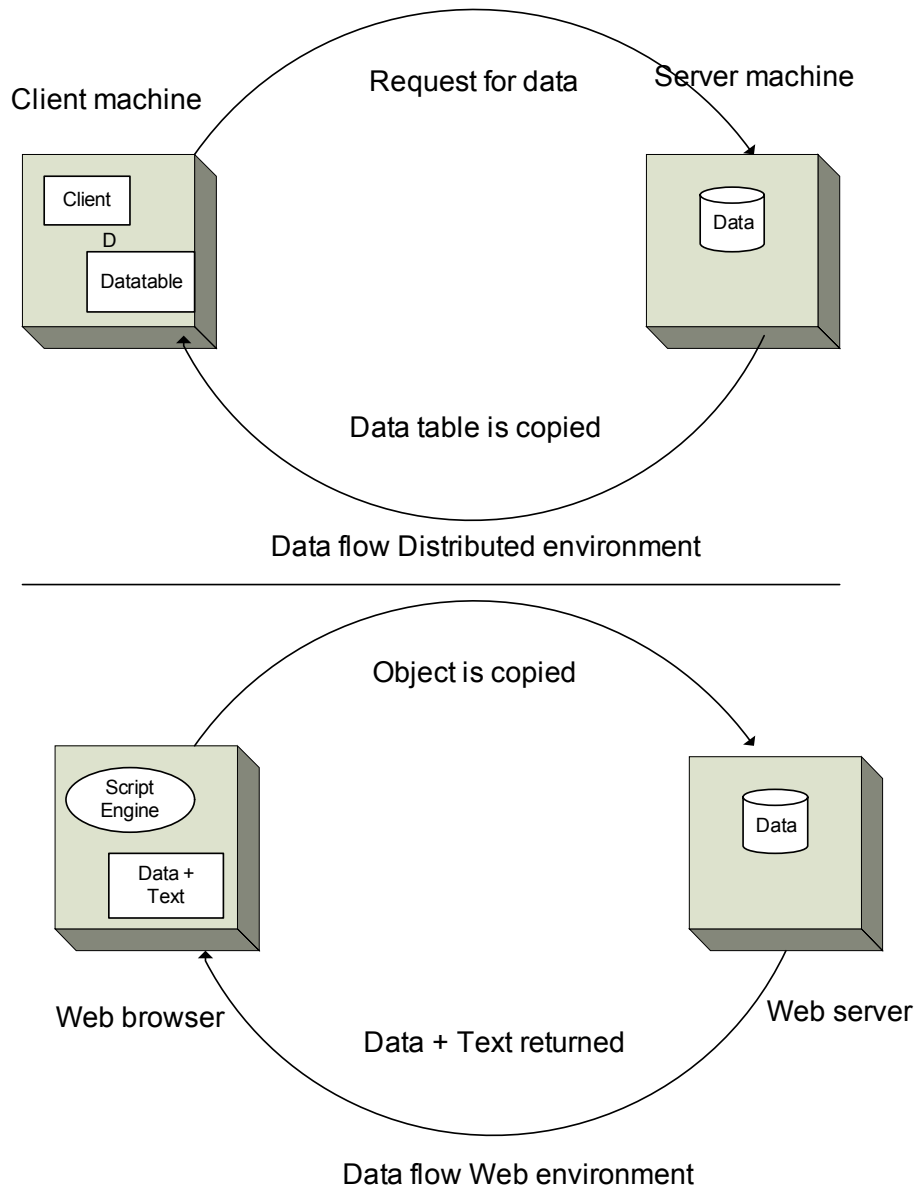 Request for data
Server machine
Client machine
Client
D
Datatable
Data
Data table is copied
Data flow Distributed environment
Object is copied
Script
Engine
Data +
Text
Data
Web browser
Web server
Data + Text returned
Data flow Web environment